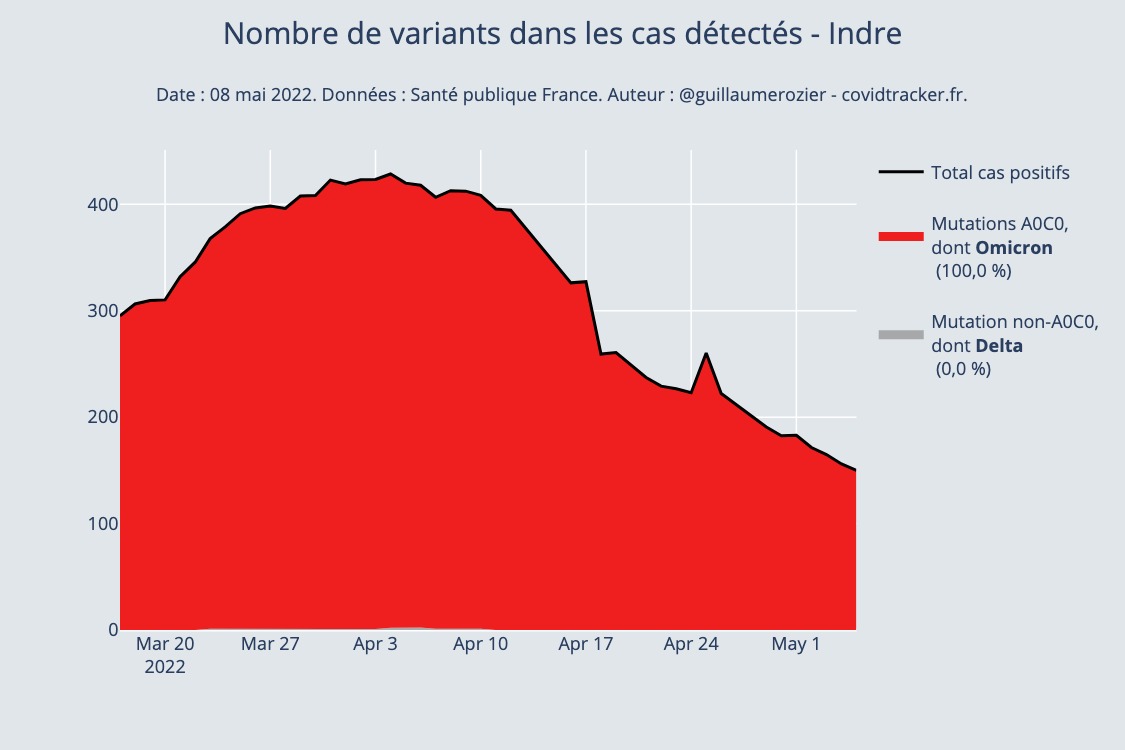 Nombre de variants dans les cas détectés - Indre
Date : 08 mai 2022. Données : Santé publique France. Auteur : @guillaumerozier - covidtracker.fr.
Total cas positifs
Mutations A0C0,
dont Omicron
(100,0 %)
Mutation non-A0C0,
dont Delta
(0,0 %)
400
300
200
100
0
Mar 20
2022
Mar 27
Apr 3
Apr 10
Apr 17
Apr 24
May 1